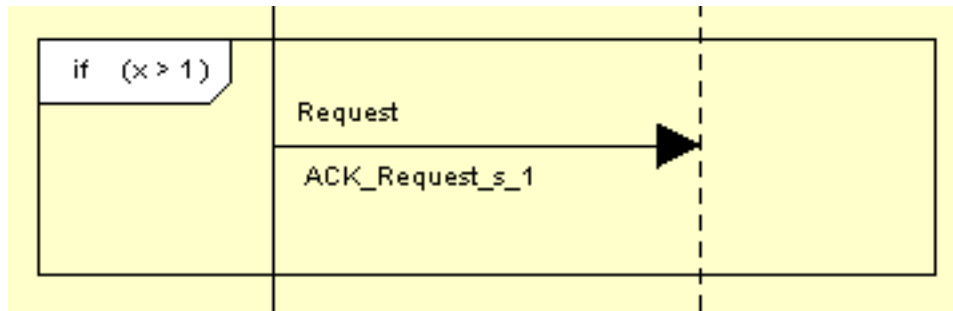 if (x > 1)
Request
ACK_Request_s_1